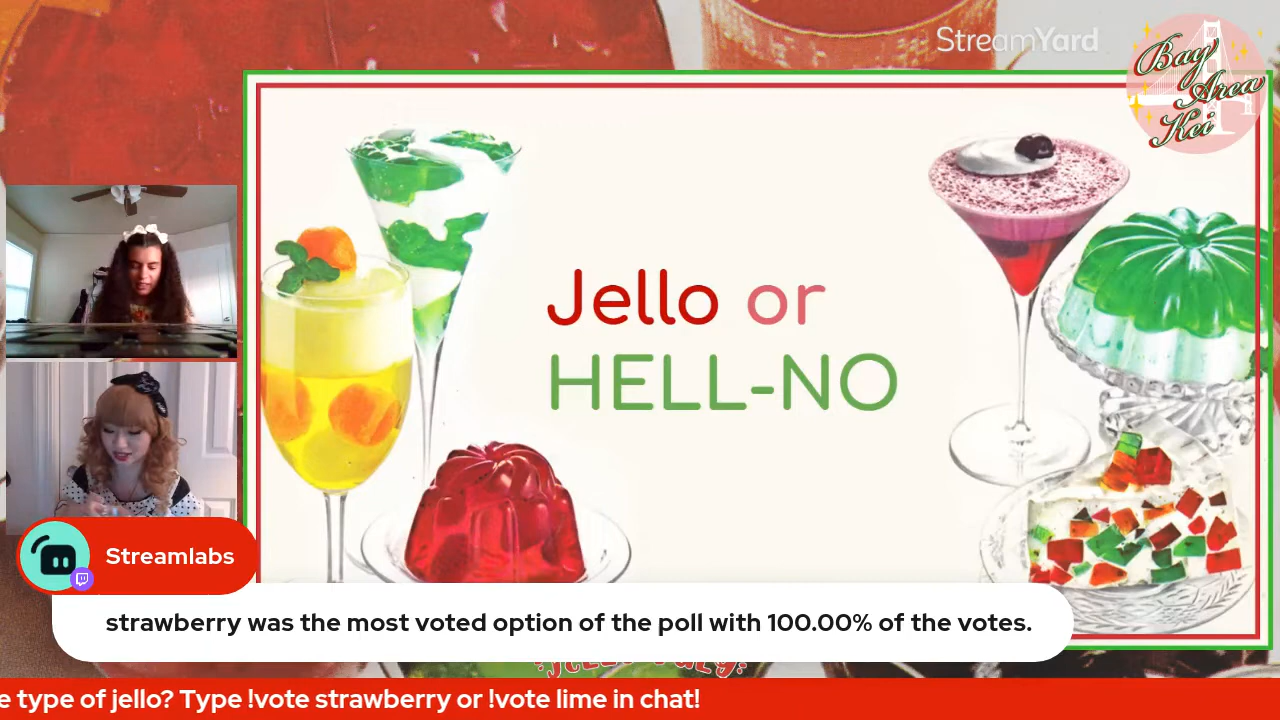 StreamYard
Bay
Area
Kei
Jello or
HELL-NO
Streamlabs
strawberry was the most voted option of the poll with 100.00% of the votes.
e type of jello? Type !vote strawberry or !vote lime in chat!